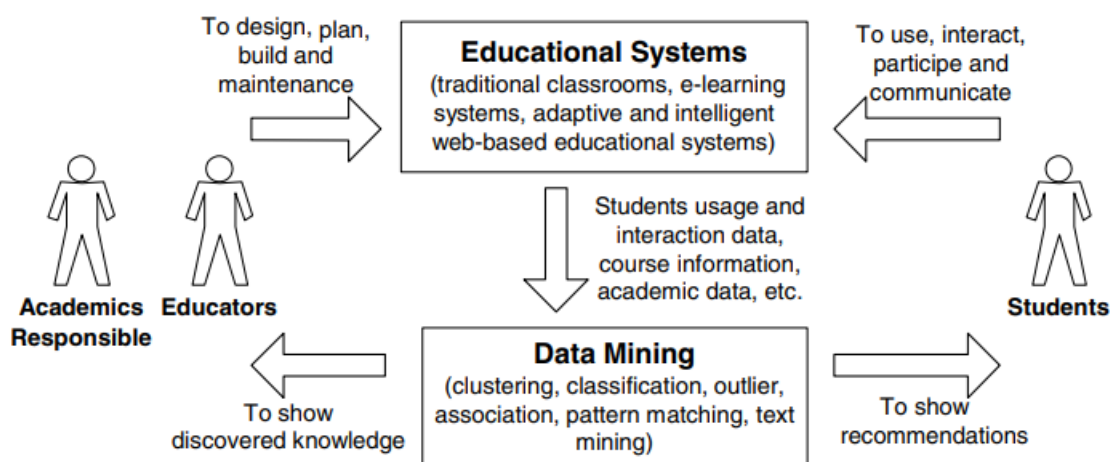 To design, plan,
build and
maintenance
Educational Systems
(traditional classrooms, e-learning
systems, adaptive and intelligent
web-based educational systems)
To use, interact,
participe and
communicate
Students usage and
interaction data,
course information,
academic data, etc.
Academics
Responsible
Educators
Students
Data Mining
(clustering, classification, outlier,
association, pattern matching, text
mining)
To show
discovered knowledge
To show
recommendations